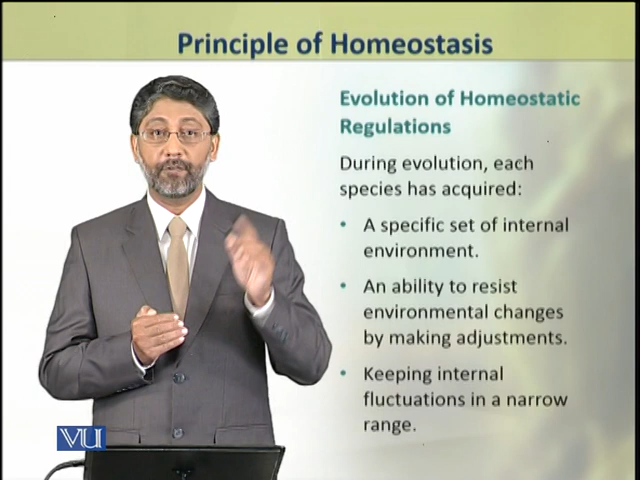 Principle of Homeostasis
Evolution of Homeostatic
Regulations
During evolution, each
species has acquired:
• A specific set of internal
environment.
• An ability to resist
environmental changes
by making adjustments.
• Keeping internal
fluctuations in a narrow
range.
VU